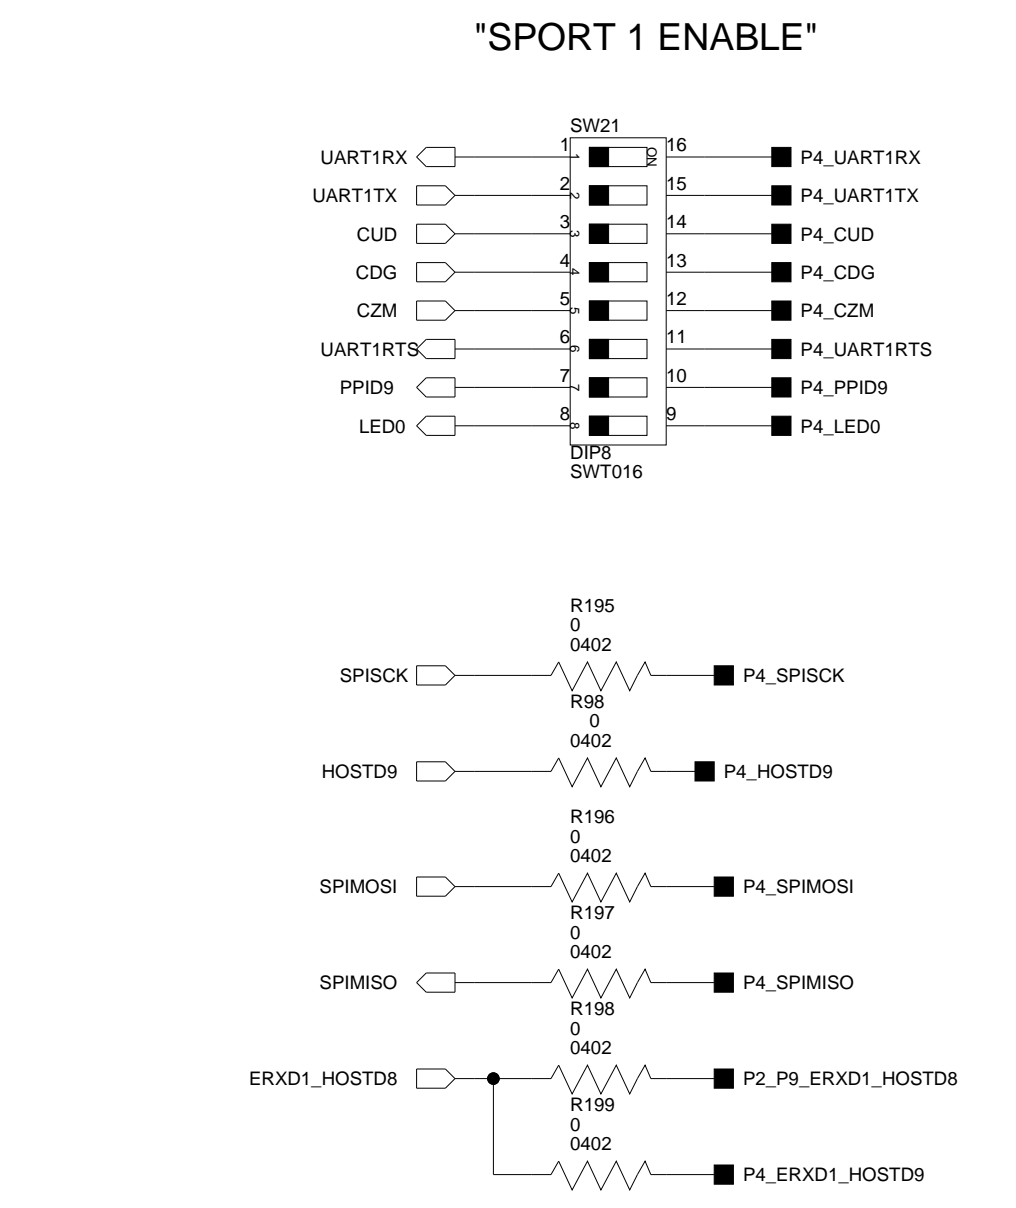 "SPORT 1 ENABLE"
SW21
UART1RX 1 1 ON 16 P4_UART1RX
UART1TX 2 2 15 P4_UART1TX
CUD 3 3 14 P4_CUD
CDG 4 4 13 P4_CDG
CZM 5 5 12 P4_CZM
UART1RTS 6 6 11 P4_UART1RTS
PPID9 7 7 10 P4_PPID9
LED0 8 8 9 P4_LED0
DIP8
SWT016
R195
0
0402
SPISCK P4_SPISCK
R98
0
0402
HOSTD9 P4_HOSTD9
R196
0
0402
SPIMOSI P4_SPIMOSI
R197
0
0402
SPIMISO P4_SPIMISO
R198
0
0402
ERXD1_HOSTD8 P2_P9_ERXD1_HOSTD8
R199
0
0402
P4_ERXD1_HOSTD9